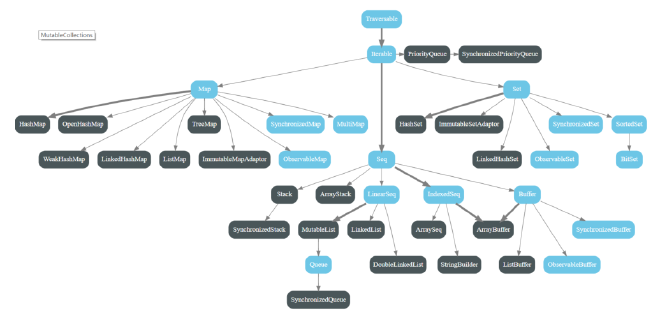 Traversable
MutableCollections
Iterable
PriorityQueue
SynchronizedPriorityQueue
Map
Set
HashMap
OpenHashMap
TreeMap
SynchronizedMap
MultiMap
HashSet
ImmutableSetAdaptor
SynchronizedSet
SortedSet
WeakHashMap
LinkedHashMap
ListMap
ImmutableMapAdaptor
ObservableMap
Seq
LinkedHashSet
ObservableSet
BitSet
Stack
ArrayStack
LinearSeq
IndexedSeq
Buffer
SynchronizedStack
MutableList
LinkedList
ArraySeq
ArrayBuffer
SynchronizedBuffer
Queue
DoubleLinkedList
StringBuilder
ListBuffer
ObservableBuffer
SynchronizedQueue